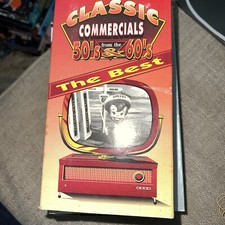 CLASSIC
COMMERCIALS
50's from the 60's
The Best